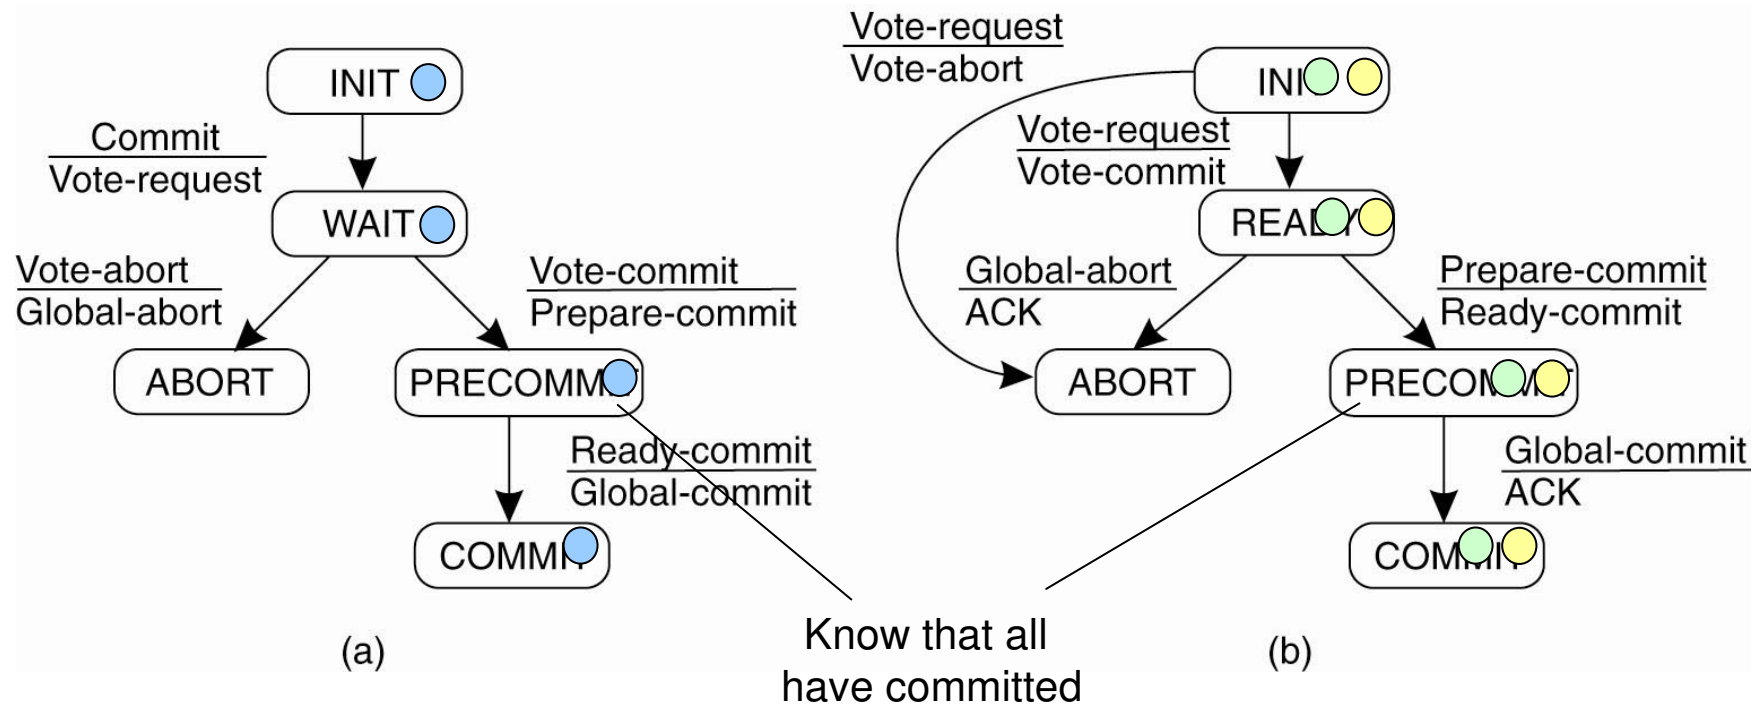 INIT
Commit
Vote-request
WAIT
Vote-abort
Global-abort
Vote-commit
Prepare-commit
ABORT
Ready-commit
Global-commit
(a)
Vote-request
Vote-abort
Vote-request
Vote-commit
Global-abort
ACK
Prepare-commit
Ready-commit
ABORT
Global-commit
ACK
(b)
Know that all
have committed